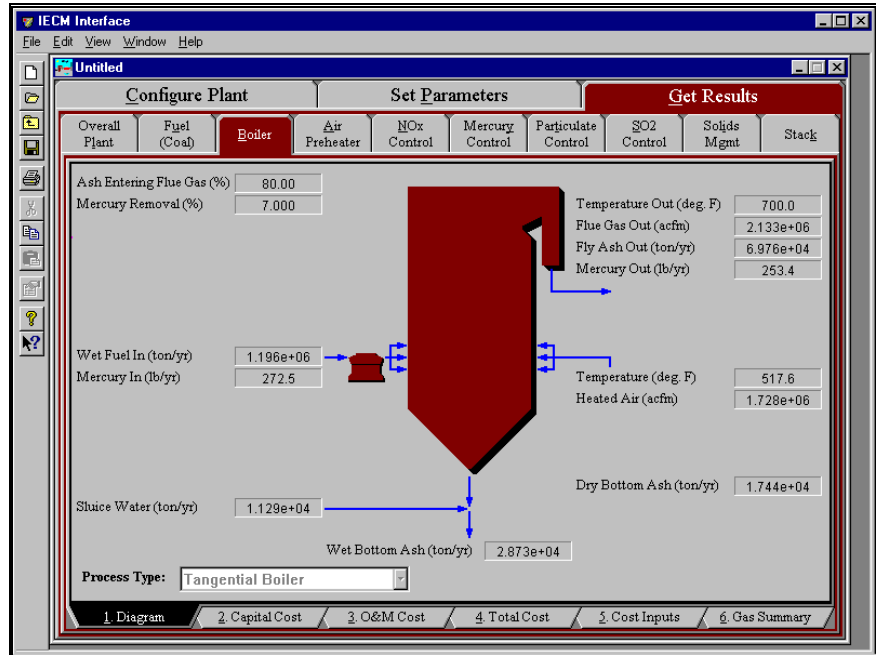 IECM Interface
File Edit View Window Help
Untitled
Configure Plant Set Parameters Get Results
Overall Plant Fuel (Coal) Boiler Air Preheater NOx Control Mercury Control Particulate Control SO2 Control Solids Mgmt Stack
Ash Entering Flue Gas (%) 80.00
Mercury Removal (%) 7.000
Temperature Out (deg. F) 700.0
Flue Gas Out (acfm) 2.133e+06
Fly Ash Out (ton/yr) 6.976e+04
Mercury Out (lb/yr) 253.4
Wet Fuel In (ton/yr) 1.196e+06
Mercury In (lb/yr) 272.5
Temperature (deg. F) 517.6
Heated Air (acfm) 1.728e+06
Dry Bottom Ash (ton/yr) 1.744e+04
Sluice Water (ton/yr) 1.129e+04
Wet Bottom Ash (ton/yr) 2.873e+04
Process Type: Tangential Boiler
1. Diagram 2. Capital Cost 3. O&M Cost 4. Total Cost 5. Cost Inputs 6. Gas Summary